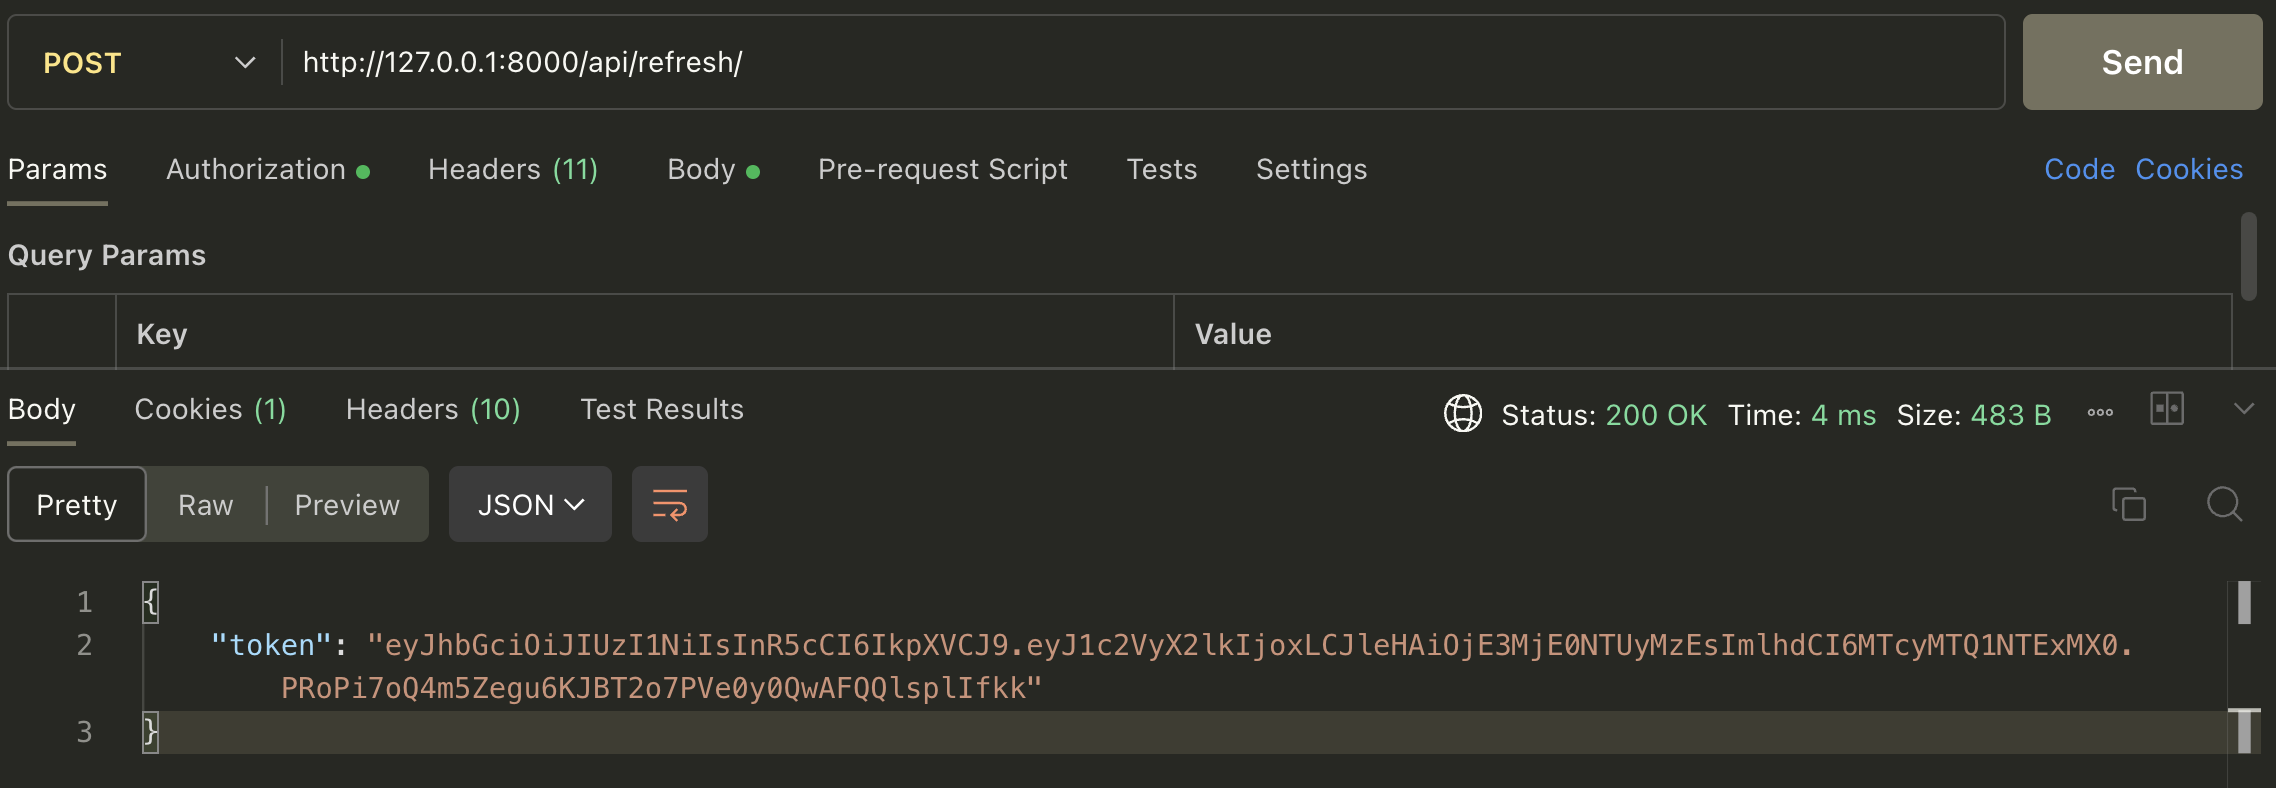 POST http://127.0.0.1:8000/api/refresh/ Send
Params Authorization Headers (11) Body Pre-request Script Tests Settings Code Cookies
Query Params
Key Value
Body Cookies (1) Headers (10) Test Results Status: 200 OK Time: 4 ms Size: 483 B
Pretty Raw Preview JSON
1 {
2 "token": "eyJhbGciOiJIUzI1NiIsInR5cCI6IkpXVCJ9.eyJ1c2VyX2lkIjoxLCJleHAiOjE3MjE0NTUyMzEsImlhdCI6MTcyMTQ1NTExMX0.
PRoPi7oQ4m5Zegu6KJBT2o7PVe0y0QwAFQQlsplIfkk"
3 }